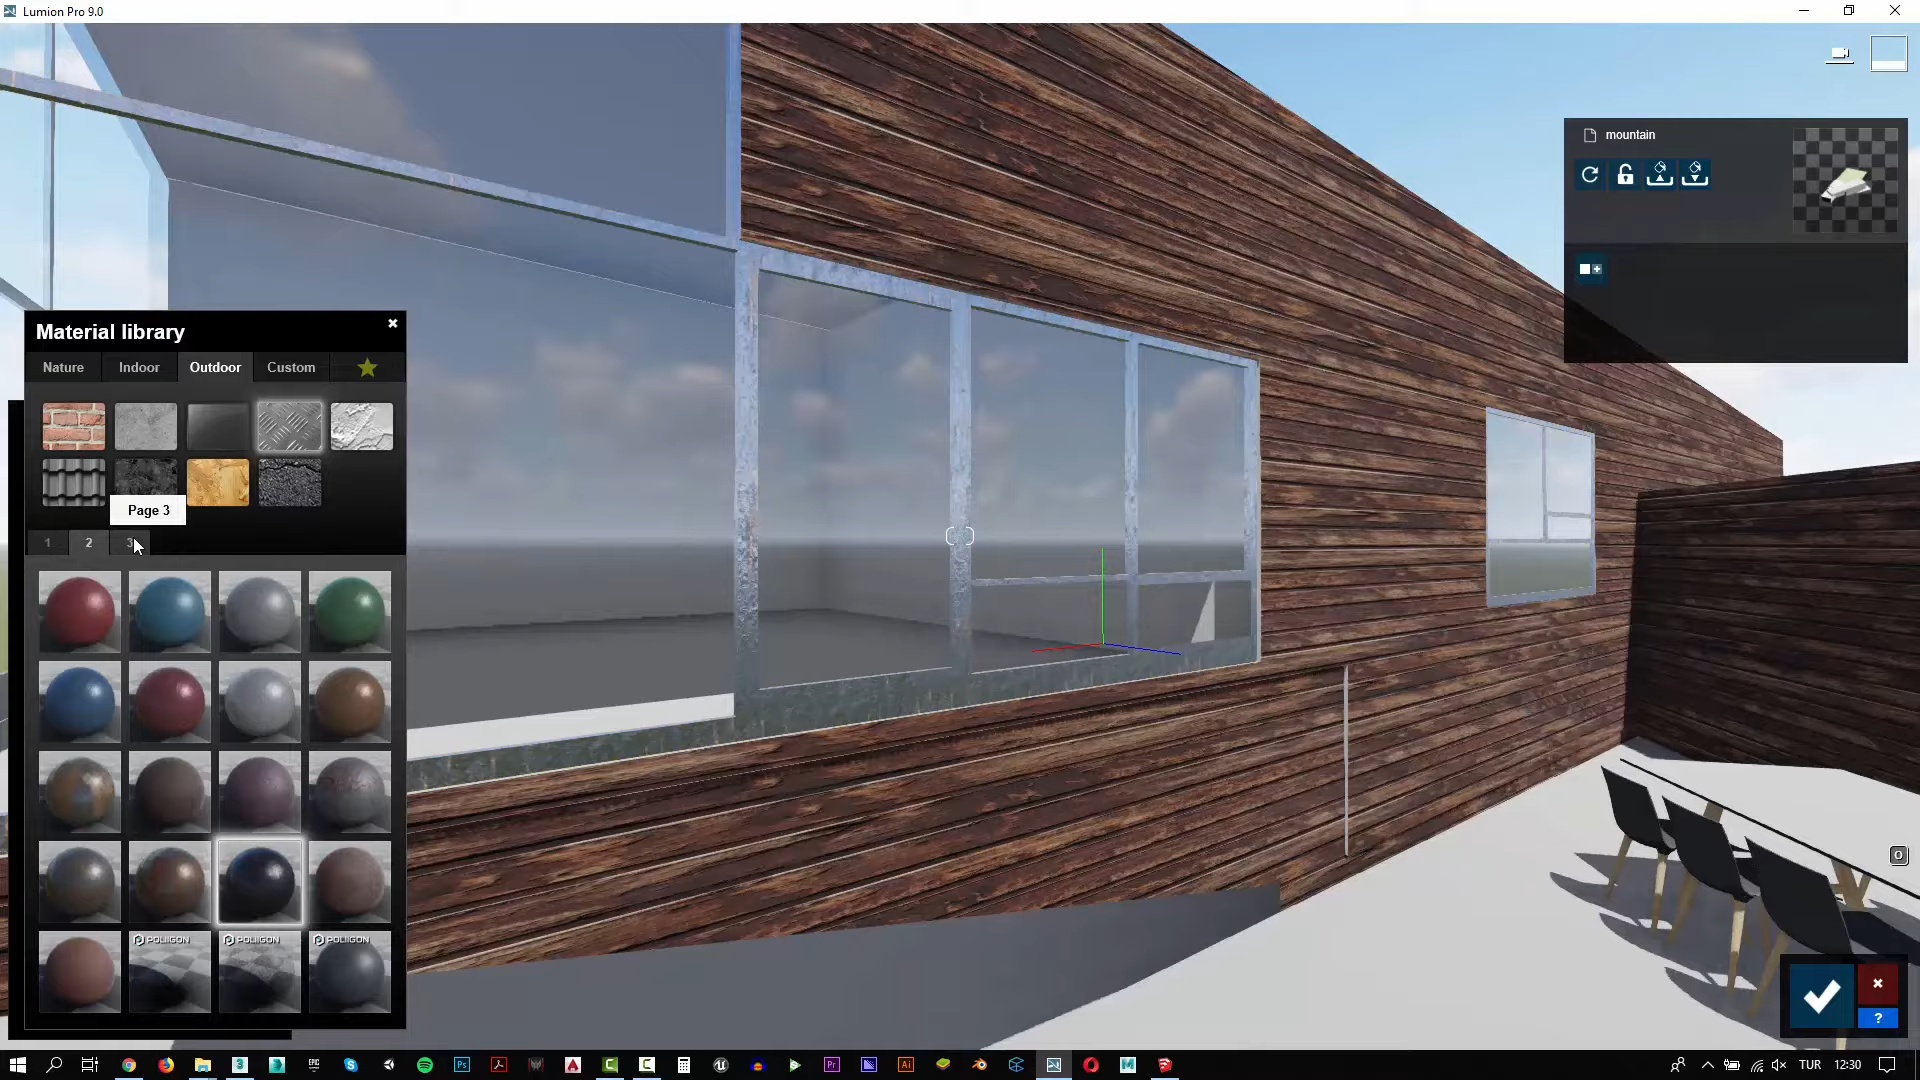 Lumion Pro 9.0
mountain
Material library
Nature Indoor Outdoor Custom
Page 3
1 2 3
POLIIGON POLIIGON POLIIGON
O
?
TUR 12:30